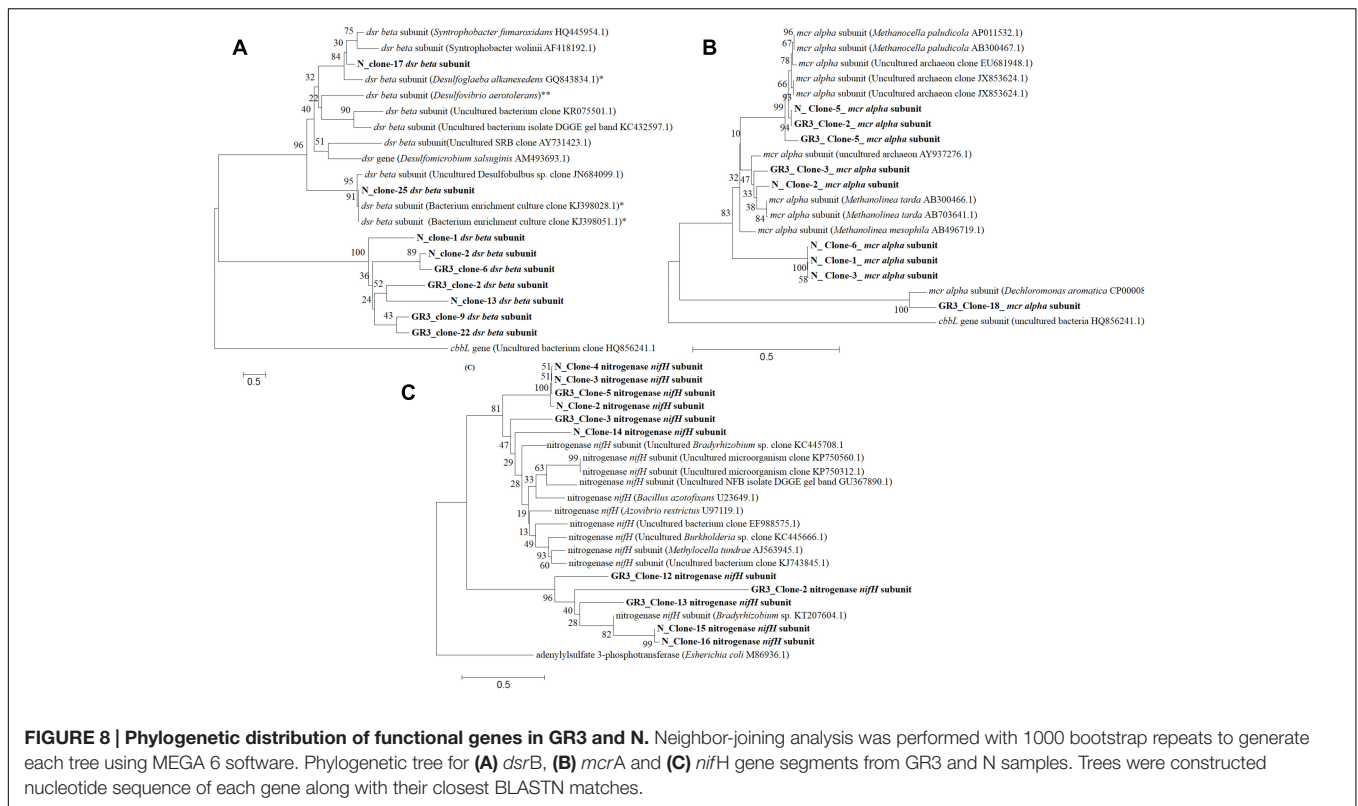 A
75
dsr beta subunit (Syntrophobacter fumaroxidans HQ445954.1)
30
dsr beta subunit (Syntrophobacter wolinii AF418192.1)
84
N_clone-17 dsr beta subunit
32
dsr beta subunit (Desulfoglaeba alkanexedens GQ843834.1)*
22
dsr beta subunit (Desulfovibrio aerotolerans)**
40
90
dsr beta subunit (Uncultured bacterium clone KR075501.1)
dsr beta subunit (Uncultured bacterium isolate DGGE gel band KC432597.1)
51
dsr beta subunit(Uncultured SRB clone AY731423.1)
96
dsr gene (Desulfomicrobium salsuginis AM493693.1)
dsr beta subunit (Uncultured Desulfobulbus sp. clone JN684099.1)
95
N_clone-25 dsr beta subunit
91
dsr beta subunit (Bacterium enrichment culture clone KJ398028.1)*
dsr beta subunit (Bacterium enrichment culture clone KJ398051.1)*
N_clone-1 dsr beta subunit
100
89
N_clone-2 dsr beta subunit
36
GR3_clone-6 dsr beta subunit
52
GR3_clone-2 dsr beta subunit
24
N_clone-13 dsr beta subunit
43
GR3_clone-9 dsr beta subunit
GR3_clone-22 dsr beta subunit
cbbL gene (Uncultured bacterium clone HQ856241.1
0.5
B
96
mcr alpha subunit (Methanocella paludicola AP011532.1)
67
mcr alpha subunit (Methanocella paludicola AB300467.1)
78
mcr alpha subunit (Uncultured archaeon clone EU681948.1)
66
mcr alpha subunit (Uncultured archaeon clone JX853624.1)
93
mcr alpha subunit (Uncultured archaeon clone JX853624.1)
99
N_ Clone-5_ mcr alpha subunit
94
GR3_Clone-2_ mcr alpha subunit
10
GR3_ Clone-5_ mcr alpha subunit
mcr alpha subunit (uncultured archaeon AY937276.1)
32
47
GR3_ Clone-3_ mcr alpha subunit
33
N_ Clone-2_ mcr alpha subunit
38
mcr alpha subunit (Methanolinea tarda AB300466.1)
84
mcr alpha subunit (Methanolinea tarda AB703641.1)
83
mcr alpha subunit (Methanolinea mesophila AB496719.1)
N_ Clone-6_ mcr alpha subunit
100
N_ Clone-1_ mcr alpha subunit
58
N_ Clone-3_ mcr alpha subunit
mcr alpha subunit (Dechloromonas aromatica CP00008
100
GR3_Clone-18_ mcr alpha subunit
cbbL gene subunit (uncultured bacteria HQ856241.1)
0.5
C
(C)
51
N_Clone-4 nitrogenase nifH subunit
51
N_Clone-3 nitrogenase nifH subunit
100
GR3_Clone-5 nitrogenase nifH subunit
81
N_Clone-2 nitrogenase nifH subunit
GR3_Clone-3 nitrogenase nifH subunit
47
N_Clone-14 nitrogenase nifH subunit
29
nitrogenase nifH subunit (Uncultured Bradyrhizobium sp. clone KC445708.1
99
nitrogenase nifH subunit (Uncultured microorganism clone KP750560.1)
63
nitrogenase nifH subunit (Uncultured microorganism clone KP750312.1)
28
33
nitrogenase nifH subunit (Uncultured NFB isolate DGGE gel band GU367890.1)
nitrogenase nifH (Bacillus azotofixans U23649.1)
19
nitrogenase nifH (Azovibrio restrictus U97119.1)
13
nitrogenase nifH (Uncultured bacterium clone EF988575.1)
49
nitrogenase nifH (Uncultured Burkholderia sp. clone KC445666.1)
93
nitrogenase nifH subunit (Methylocella tundrae AJ563945.1)
60
nitrogenase nifH subunit (Uncultured bacterium clone KJ743845.1)
GR3_Clone-12 nitrogenase nifH subunit
96
GR3_Clone-2 nitrogenase nifH subunit
40
GR3_Clone-13 nitrogenase nifH subunit
28
nitrogenase nifH subunit (Bradyrhizobium sp. KT207604.1)
82
N_Clone-15 nitrogenase nifH subunit
99
N_Clone-16 nitrogenase nifH subunit
adenylylsulfate 3-phosphotransferase (Esherichia coli M86936.1)
0.5
FIGURE 8 | Phylogenetic distribution of functional genes in GR3 and N. Neighbor-joining analysis was performed with 1000 bootstrap repeats to generate
each tree using MEGA 6 software. Phylogenetic tree for (A) dsrB, (B) mcrA and (C) nifH gene segments from GR3 and N samples. Trees were constructed
nucleotide sequence of each gene along with their closest BLASTN matches.